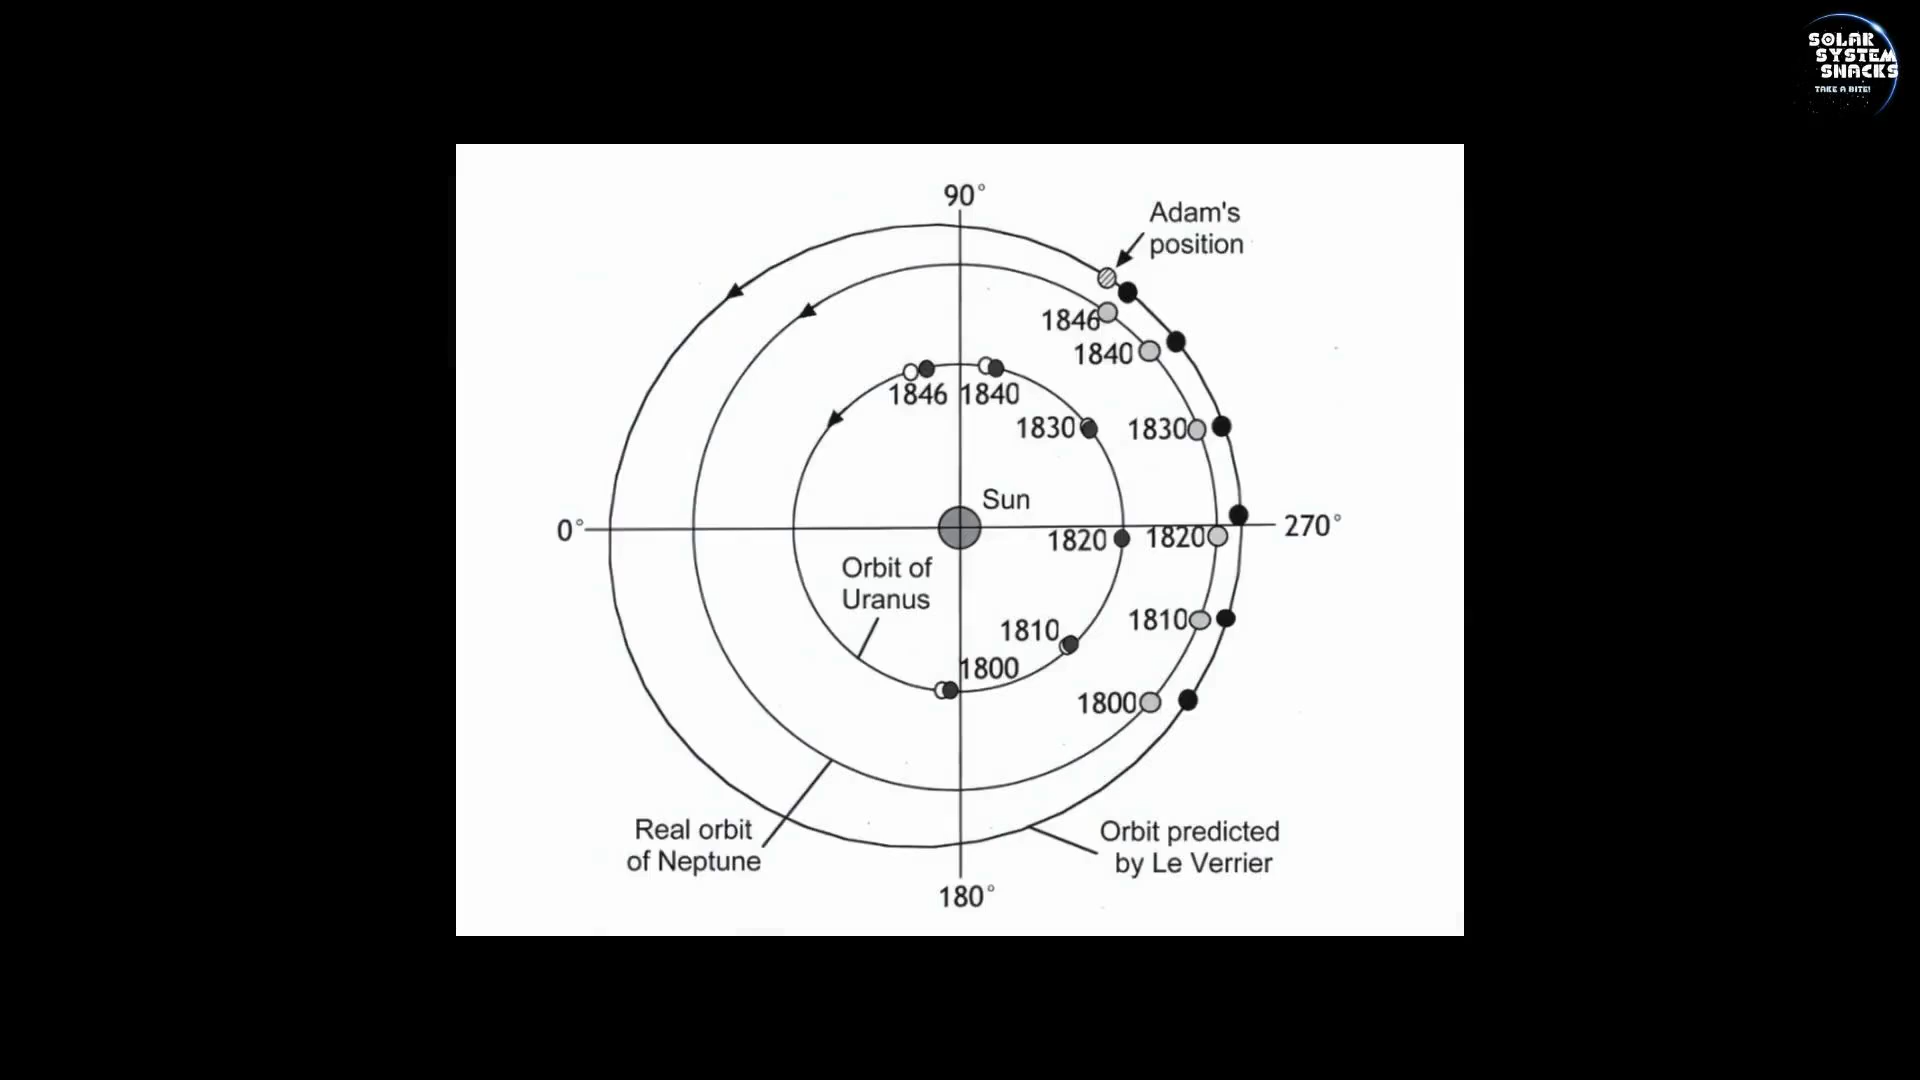 SOLAR
SYSTEM
SNACKS
TAKE A BITE!
90°
Adam's
position
1846
1840
1846
1840
1830
1830
Sun
0°
270°
1820
1820
Orbit of
Uranus
1810
1810
1800
1800
Real orbit
of Neptune
Orbit predicted
by Le Verrier
180°